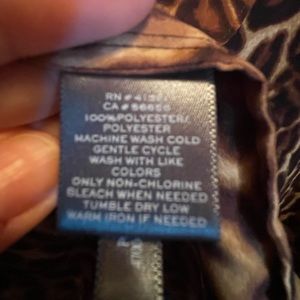 RN #
CA #
100%POLYESTER/
POLYESTER
MACHINE WASH COLD
GENTLE CYCLE
WASH WITH LIKE
COLORS
ONLY NON-CHLORINE
BLEACH WHEN NEEDED
TUMBLE DRY LOW
WARM IRON IF NEEDED